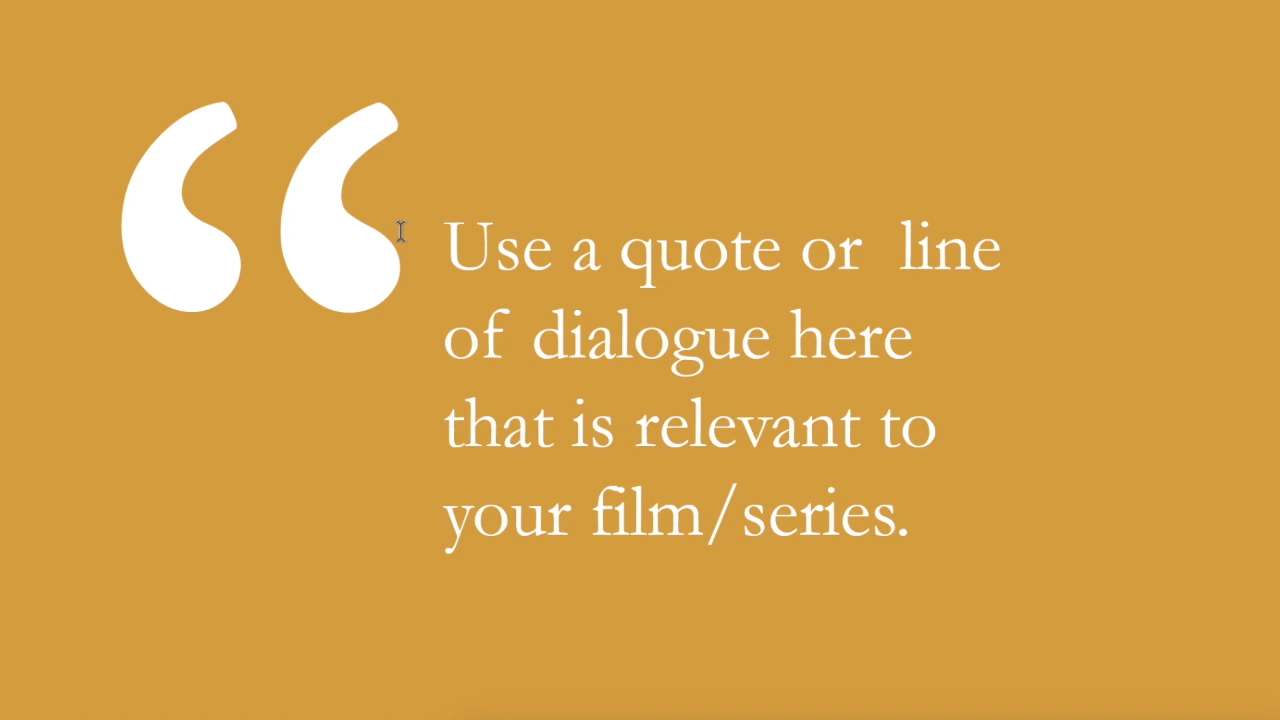 “
Use a quote or line
of dialogue here
that is relevant to
your film/series.